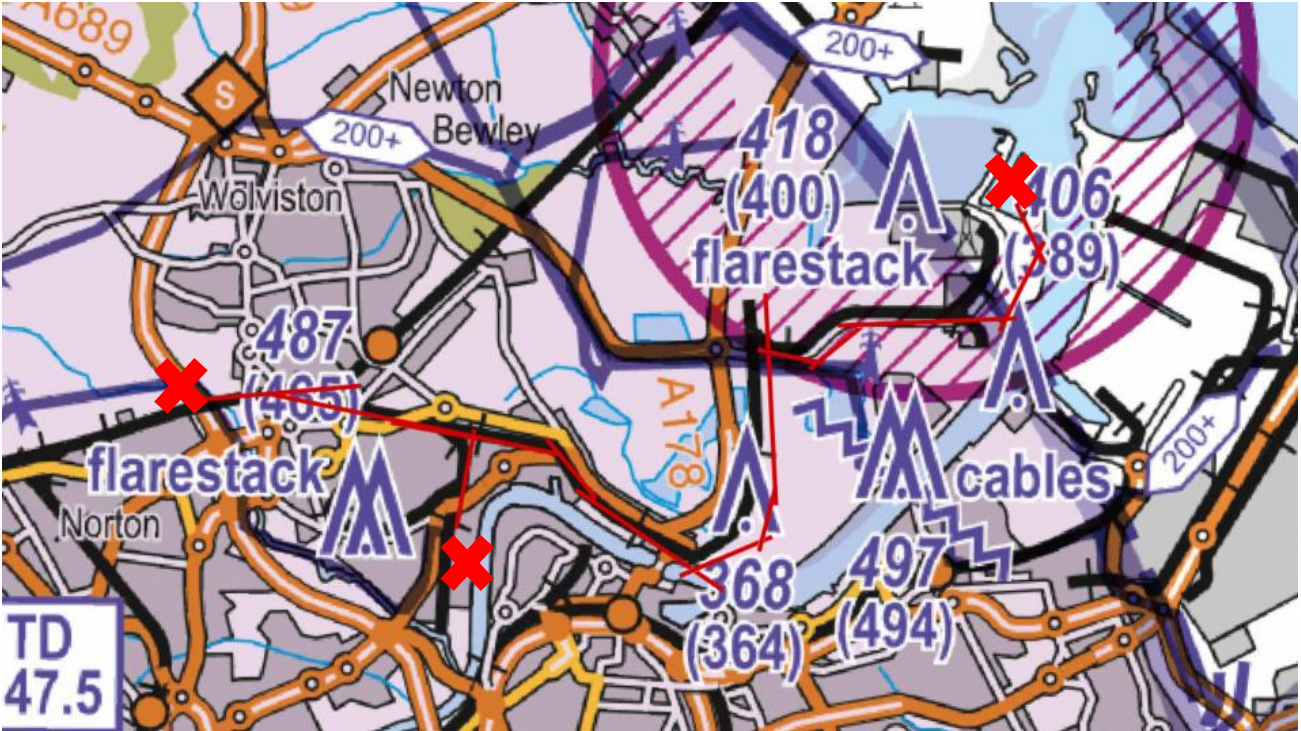 A689
S
200+
200+
Newton
Bewley
Wolviston
418
(400)
flarestack
406
(389)
487
(465)
flarestack
Norton
A178
cables
200+
368
(364)
497
(494)
TD
47.5